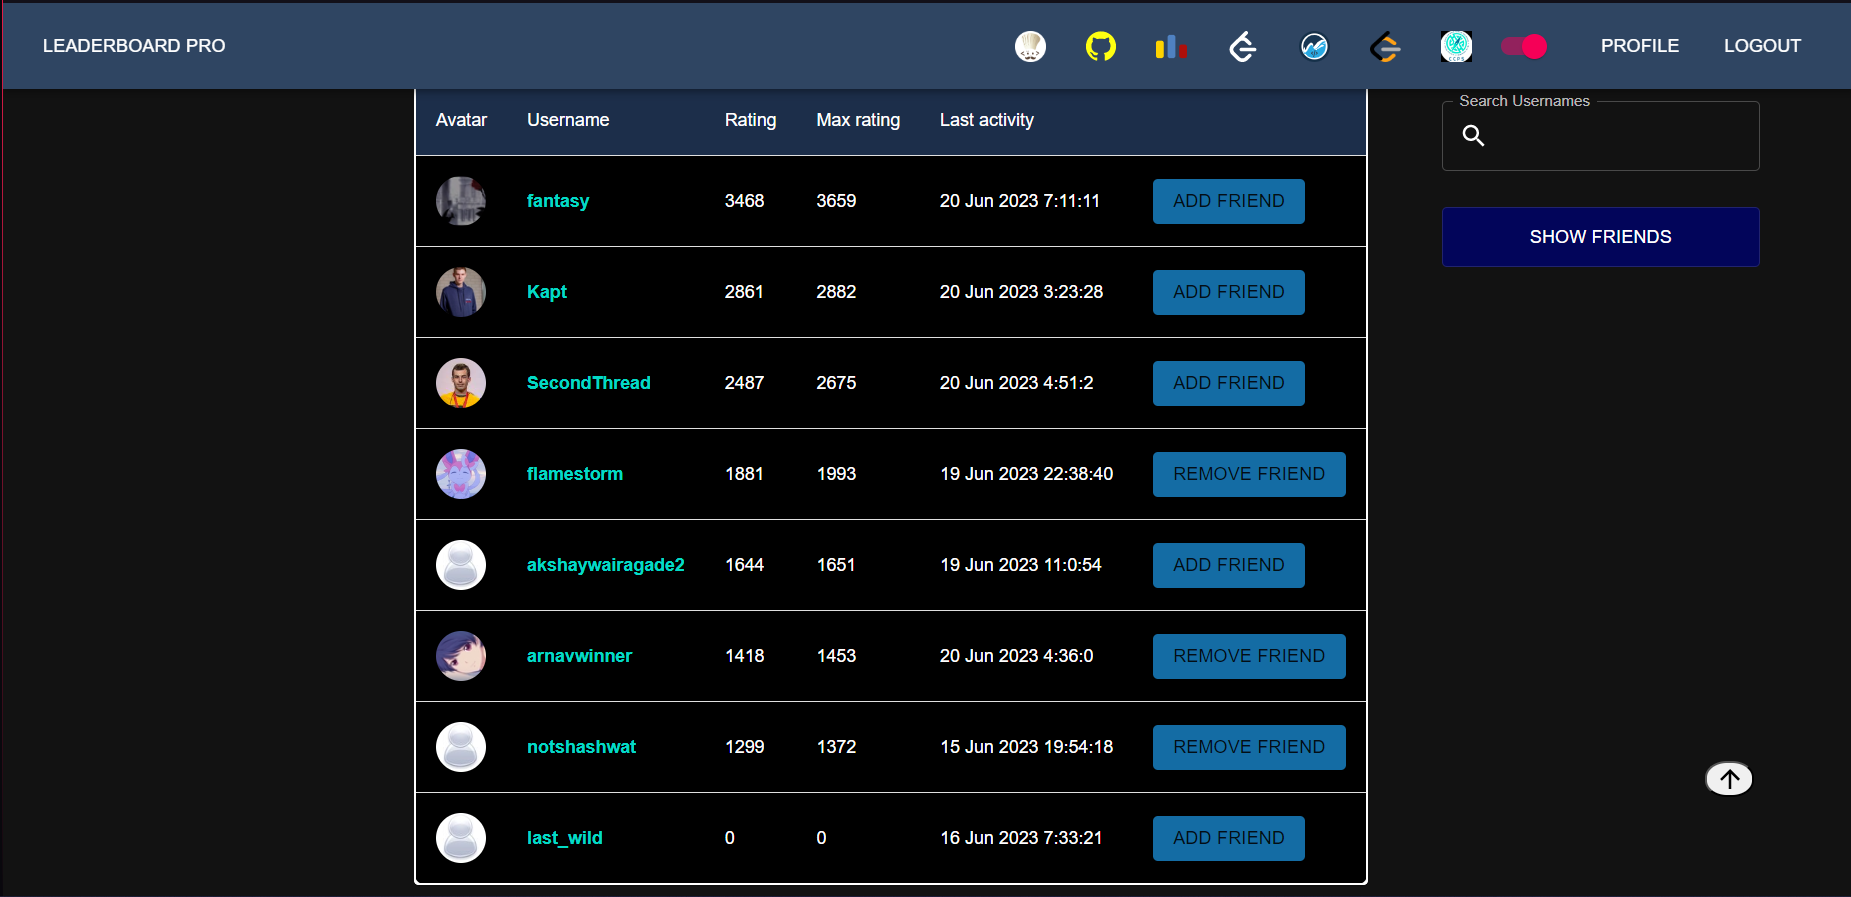 LEADERBOARD PRO PROFILE LOGOUT
Search Usernames
Avatar Username Rating Max rating Last activity
fantasy 3468 3659 20 Jun 2023 7:11:11 ADD FRIEND
SHOW FRIENDS
Kapt 2861 2882 20 Jun 2023 3:23:28 ADD FRIEND
SecondThread 2487 2675 20 Jun 2023 4:51:2 ADD FRIEND
flamestorm 1881 1993 19 Jun 2023 22:38:40 REMOVE FRIEND
akshaywairagade2 1644 1651 19 Jun 2023 11:0:54 ADD FRIEND
arnavwinner 1418 1453 20 Jun 2023 4:36:0 REMOVE FRIEND
notshashwat 1299 1372 15 Jun 2023 19:54:18 REMOVE FRIEND
last_wild 0 0 16 Jun 2023 7:33:21 ADD FRIEND